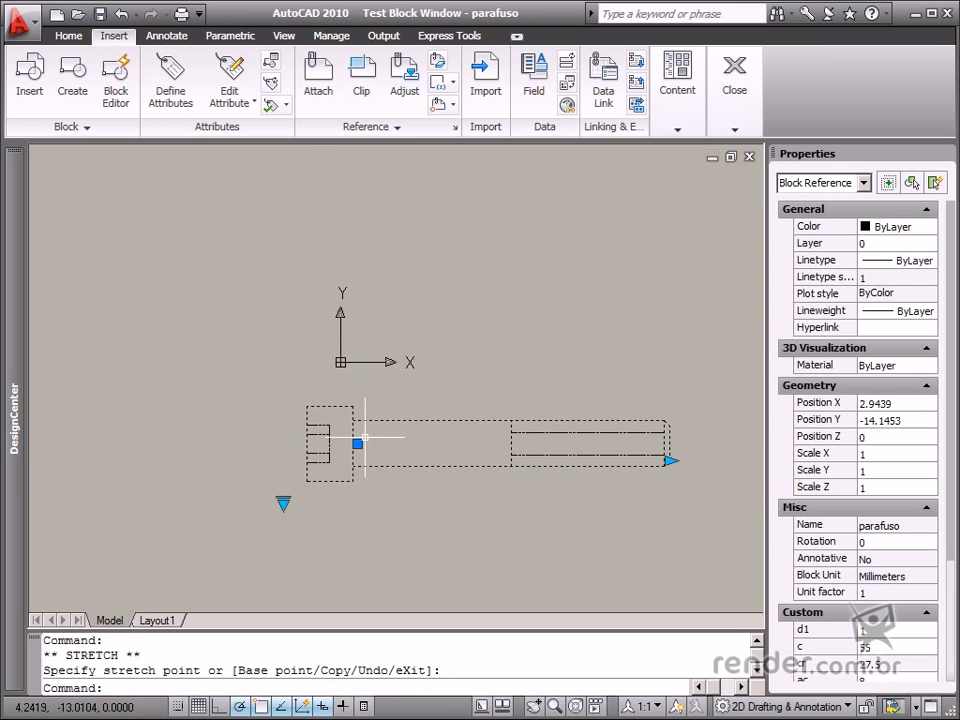 AutoCAD 2010 Test Block Window - parafuso
Type a keyword or phrase
Home Insert Annotate Parametric View Manage Output Express Tools
Insert Create Block Editor
Define Attributes Edit Attribute
Attach Clip Adjust
Import
Field
Data Link
Content
Close
Block Attributes Reference Import Data Linking & E...
DesignCenter
Y
X
Properties
Block Reference
General
Color ByLayer
Layer 0
Linetype ByLayer
Linetype s... 1
Plot style ByColor
Lineweight ByLayer
Hyperlink
3D Visualization
Material ByLayer
Geometry
Position X 2.9439
Position Y -14.1453
Position Z 0
Scale X 1
Scale Y 1
Scale Z 1
Misc
Name parafuso
Rotation 0
Annotative No
Block Unit Millimeters
Unit factor 1
Custom
d1 1
c 55
27.5
render.com.br
Model Layout1
Command:
** STRETCH **
Specify stretch point or [Base point/Copy/Undo/eXit]:
Command:
4.2419, -13.0104, 0.0000
1:1
2D Drafting & Annotation